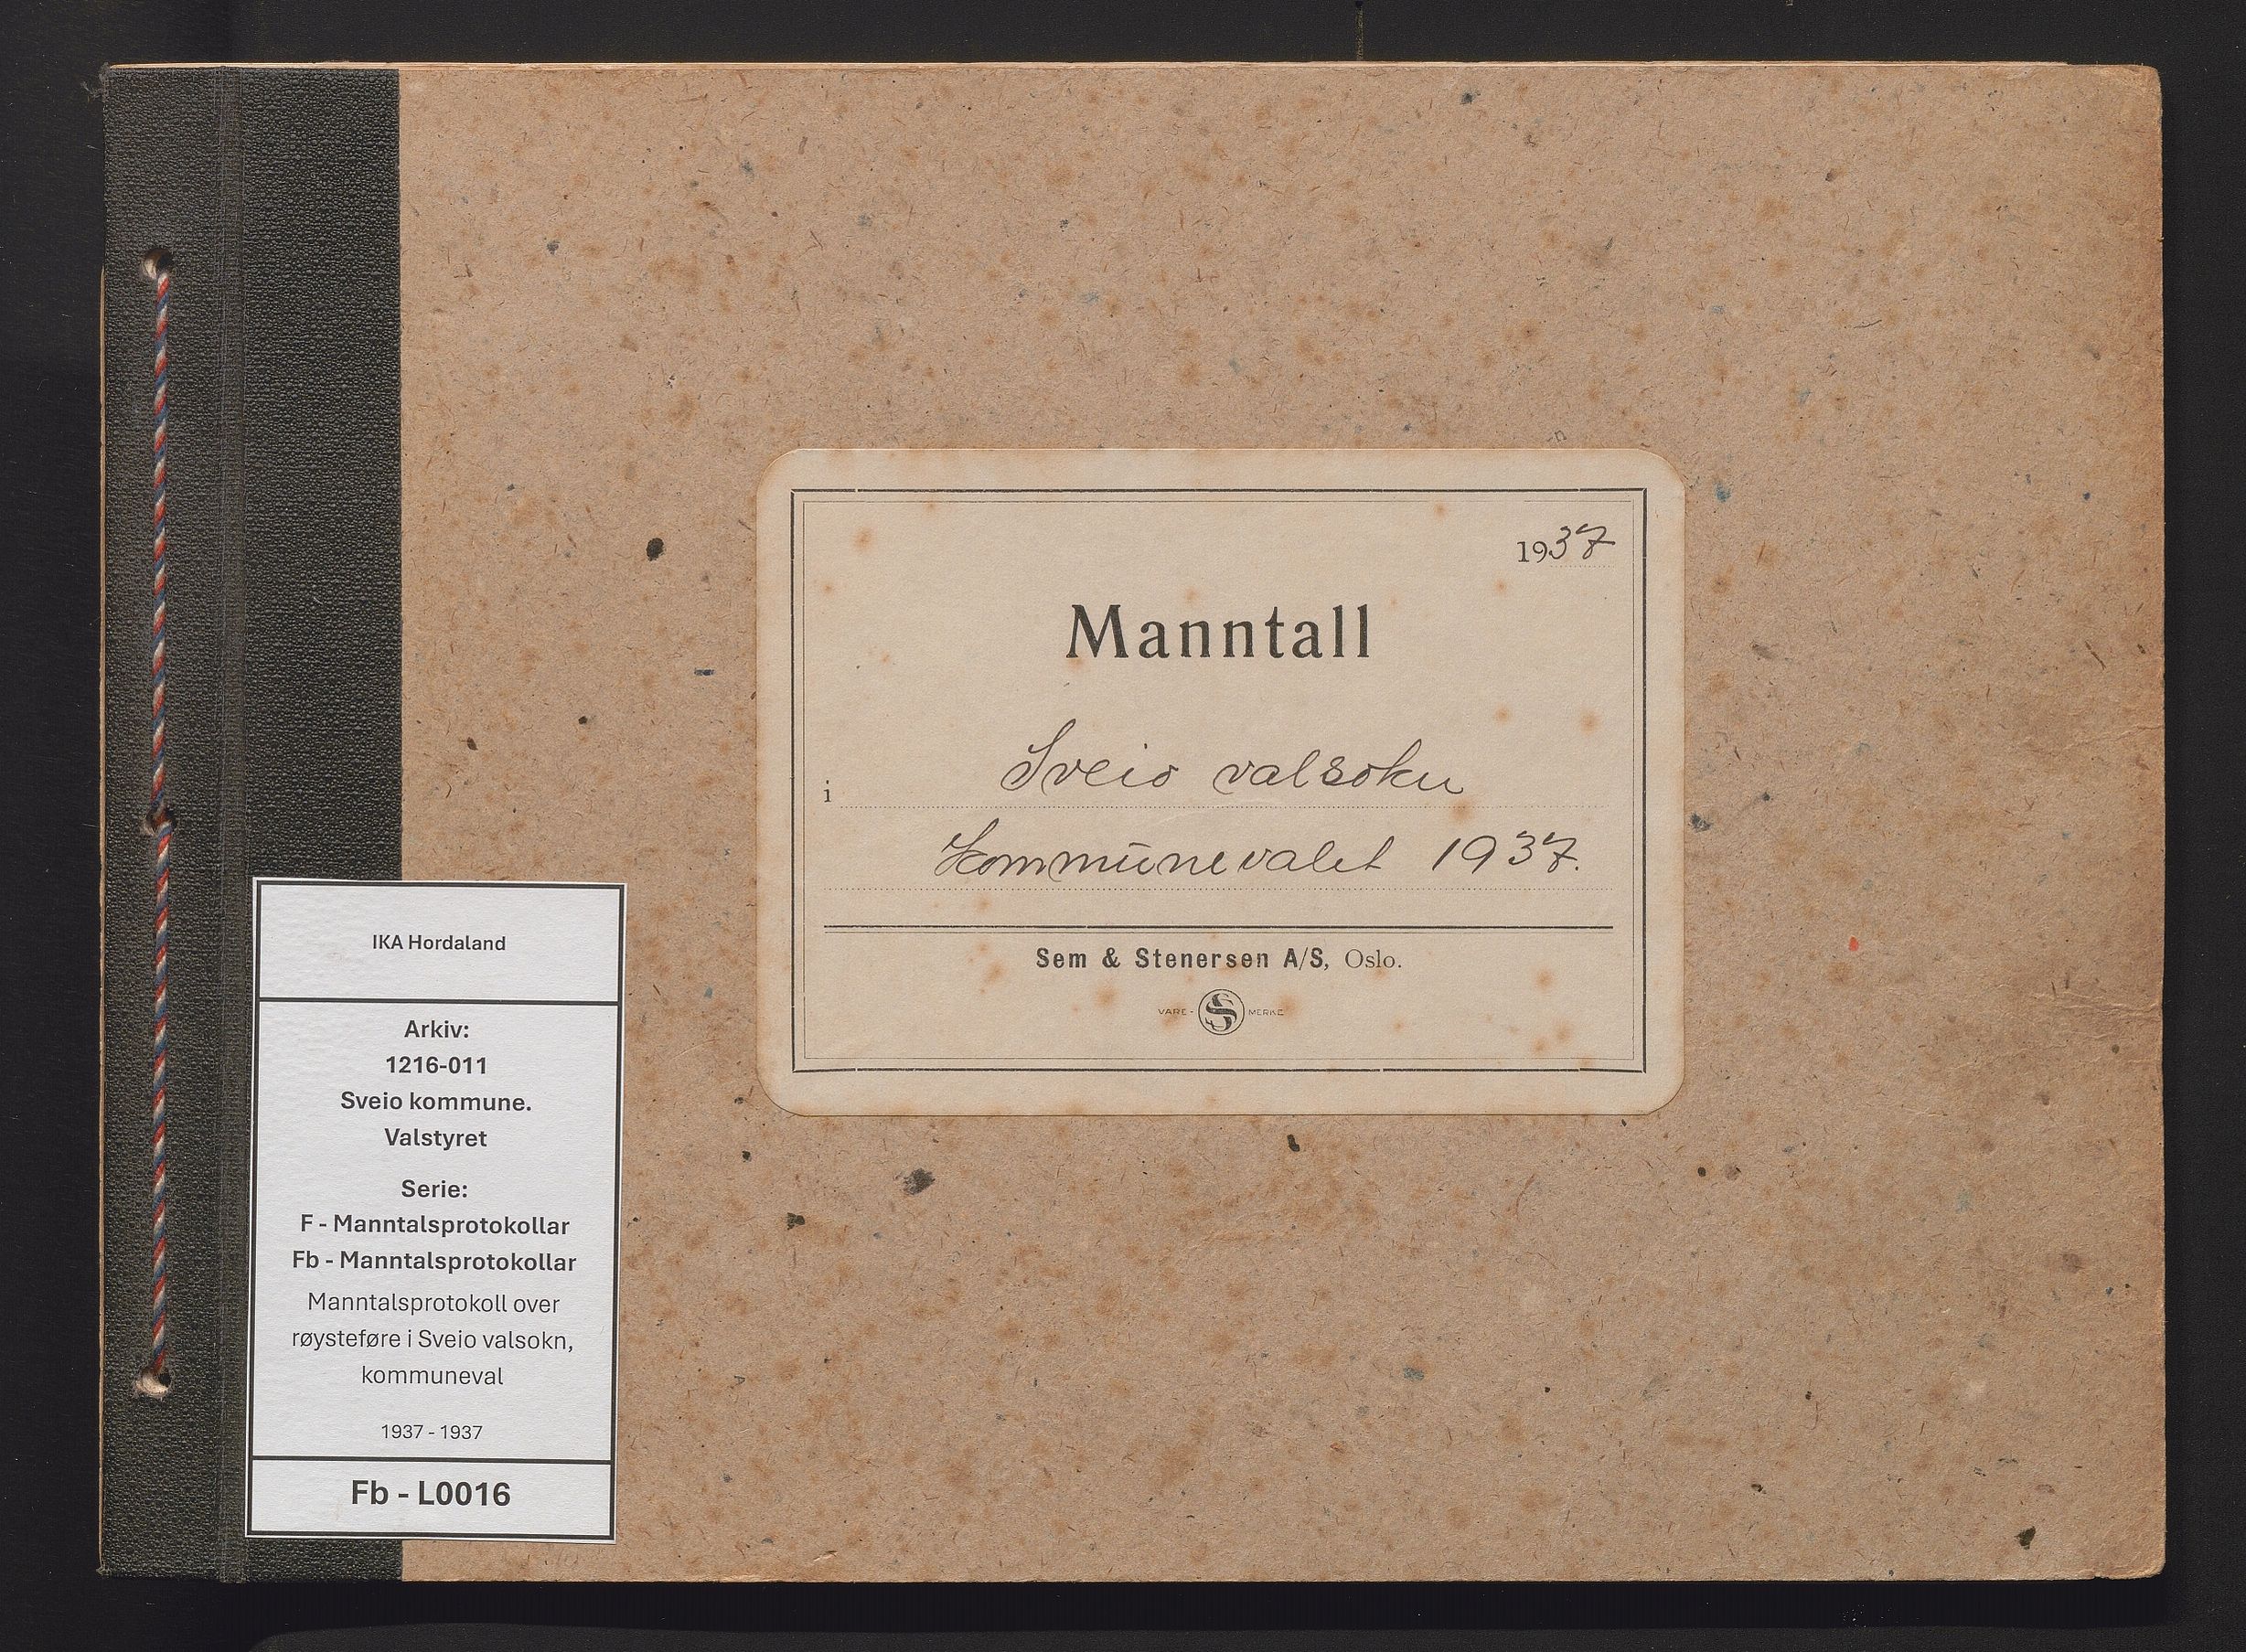 1937
Manntall
i Sveio valsokn
Kommunevalet 1937.
Sem & Stenersen A/S, Oslo.
VARE - S MERKE
IKA Hordaland
Arkiv:
1216-011
Sveio kommune.
Valstyret
Serie:
F - Manntalsprotokollar
Fb - Manntalsprotokollar
Manntalsprotokoll over
røysteføre i Sveio valsokn,
kommuneval
1937 - 1937
Fb - L0016